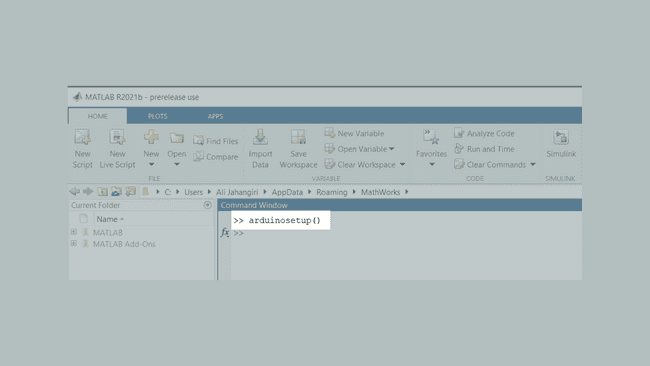 MATLAB R2021b - prerelease use
HOME PLOTS APPS
New Script
New Live Script
New
Open
Find Files
Compare
Import Data
Save Workspace
New Variable
Open Variable
Clear Workspace
Favorites
Analyze Code
Run and Time
Clear Commands
Simulink
FILE VARIABLE CODE SIMULINK
C: Users Ali Jahangiri AppData Roaming MathWorks
Current Folder
Name
MATLAB
MATLAB Add-Ons
Command Window
>> arduinosetup()
fx >>